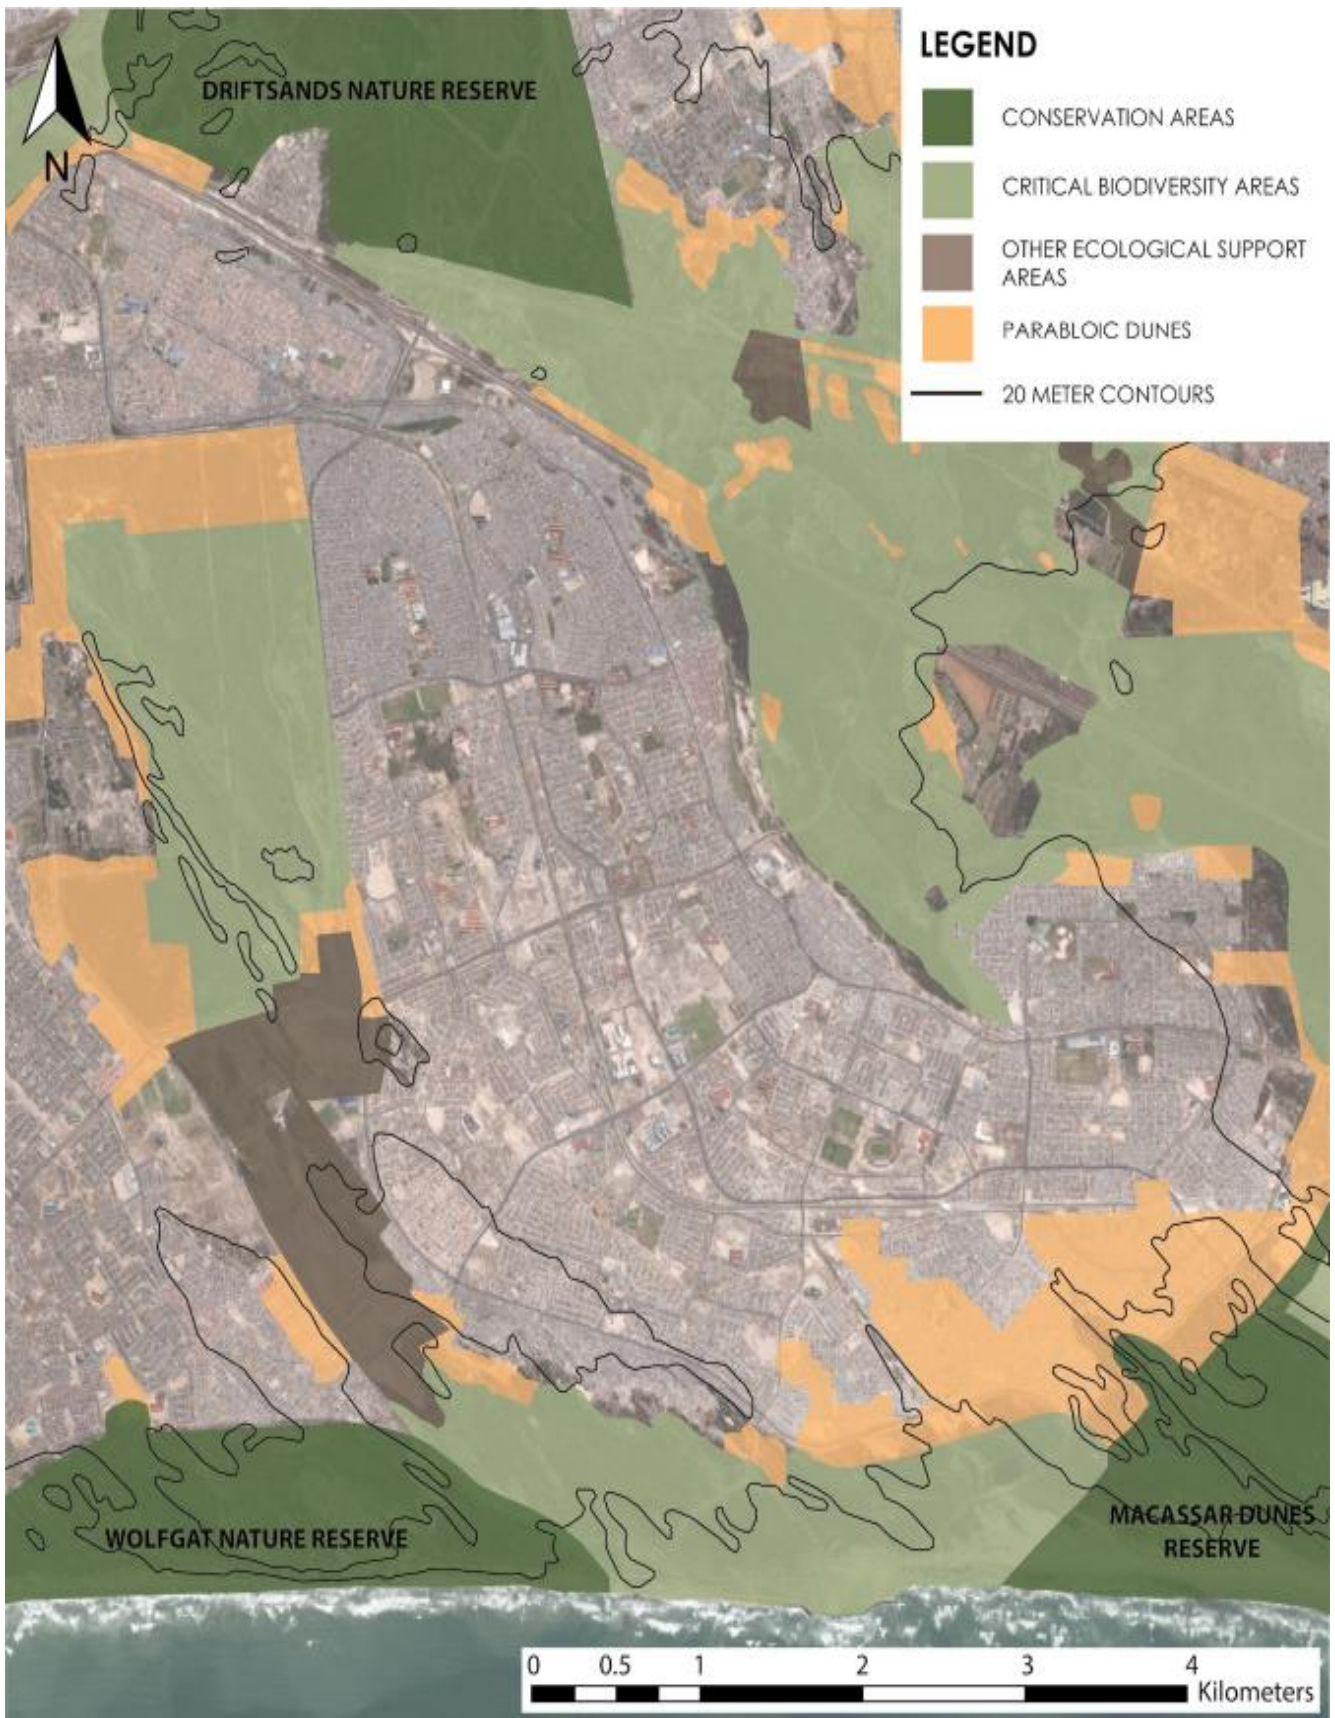 DRIFTSANDS NATURE RESERVE
N
LEGEND
CONSERVATION AREAS
CRITICAL BIODIVERSITY AREAS
OTHER ECOLOGICAL SUPPORT
AREAS
PARABLOIC DUNES
20 METER CONTOURS
WOLFGAT NATURE RESERVE
MACASSAR DUNES
RESERVE
0 0.5 1 2 3 4
Kilometers